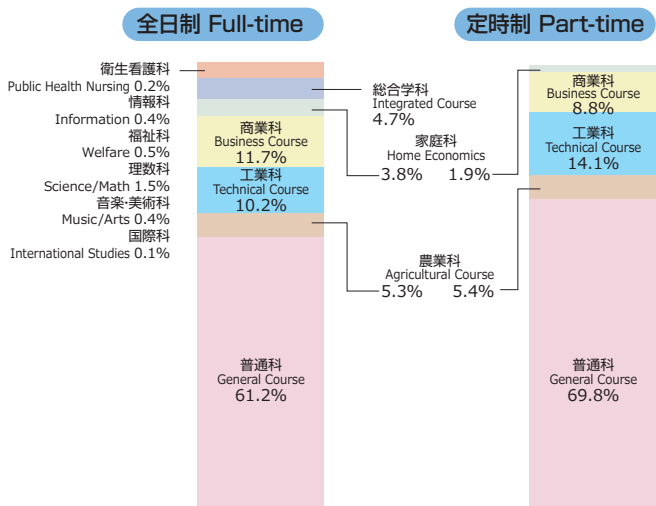 全日制 Full-time
定時制 Part-time
衛生看護科
Public Health Nursing 0.2%
情報科
Information 0.4%
福祉科
Welfare 0.5%
理数科
Science/Math 1.5%
音楽・美術科
Music/Arts 0.4%
国際科
International Studies 0.1%
商業科
Business Course
11.7%
工業科
Technical Course
10.2%
普通科
General Course
61.2%
総合学科
Integrated Course
4.7%
家庭科
Home Economics
3.8% 1.9%
農業科
Agricultural Course
5.3% 5.4%
商業科
Business Course
8.8%
工業科
Technical Course
14.1%
普通科
General Course
69.8%